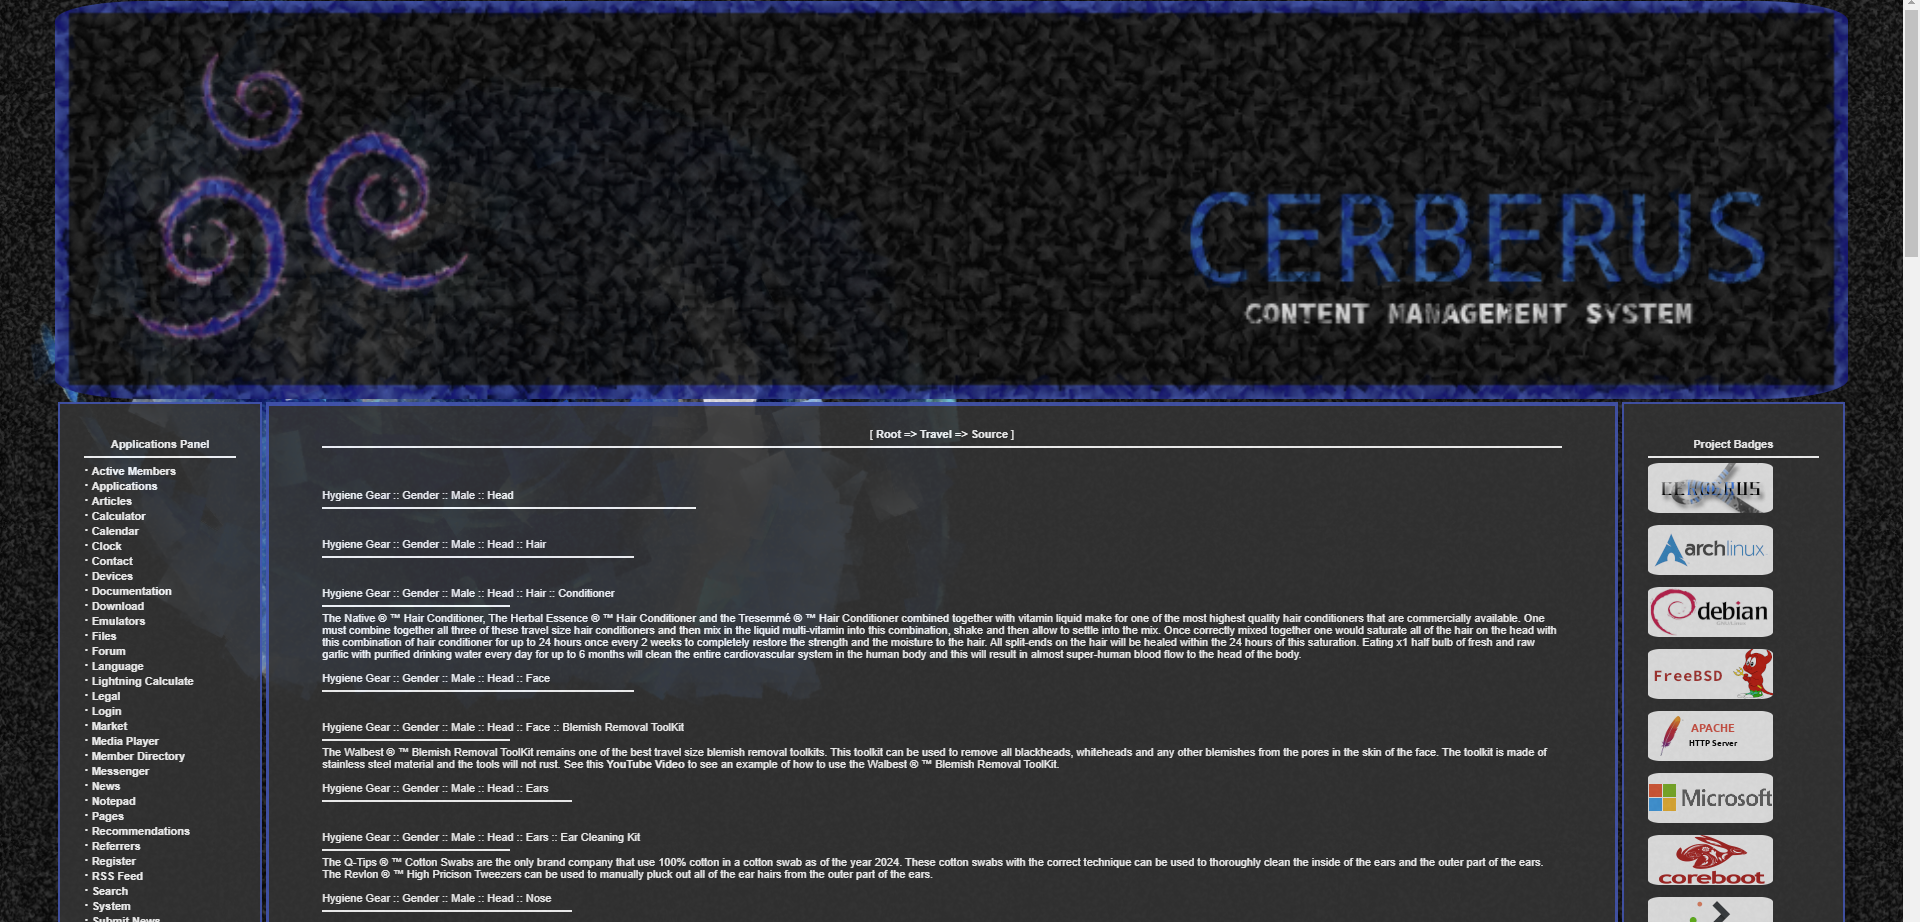 CERBERUS
CONTENT MANAGEMENT SYSTEM
Applications Panel
· Active Members
· Applications
· Articles
· Calculator
· Calendar
· Clock
· Contact
· Devices
· Documentation
· Download
· Emulators
· Files
· Forum
· Language
· Lightning Calculate
· Legal
· Login
· Market
· Media Player
· Member Directory
· Messenger
· News
· Notepad
· Pages
· Recommendations
· Referrers
· Register
· RSS Feed
· Search
· System
· Submit News
[ Root => Travel => Source ]
Hygiene Gear :: Gender :: Male :: Head
Hygiene Gear :: Gender :: Male :: Head :: Hair
Hygiene Gear :: Gender :: Male :: Head :: Hair :: Conditioner
The Native ® ™ Hair Conditioner, The Herbal Essence ® ™ Hair Conditioner and the Tresemmé ® ™ Hair Conditioner combined together with vitamin liquid make for one of the most highest quality hair conditioners that are commercially available. One
must combine together all three of these travel size hair conditioners and then mix in the liquid multi-vitamin into this combination, shake and then allow to settle into the mix. Once correctly mixed together one would saturate all of the hair on the head with
this combination of hair conditioner for up to 24 hours once every 2 weeks to completely restore the strength and the moisture to the hair. All split-ends on the hair will be healed within the 24 hours of this saturation. Eating x1 half bulb of fresh and raw
garlic with purified drinking water every day for up to 6 months will clean the entire cardiovascular system in the human body and this will result in almost super-human blood flow to the head of the body.
Hygiene Gear :: Gender :: Male :: Head :: Face
Hygiene Gear :: Gender :: Male :: Head :: Face :: Blemish Removal ToolKit
The Walbest ® ™ Blemish Removal ToolKit remains one of the best travel size blemish removal toolkits. This toolkit can be used to remove all blackheads, whiteheads and any other blemishes from the pores in the skin of the face. The toolkit is made of
stainless steel material and the tools will not rust. See this YouTube Video to see an example of how to use the Walbest ® ™ Blemish Removal ToolKit.
Hygiene Gear :: Gender :: Male :: Head :: Ears
Hygiene Gear :: Gender :: Male :: Head :: Ears :: Ear Cleaning Kit
The Q-Tips ® ™ Cotton Swabs are the only brand company that use 100% cotton in a cotton swab as of the year 2024. These cotton swabs with the correct technique can be used to thoroughly clean the inside of the ears and the outer part of the ears.
The Revlon ® ™ High Pricison Tweezers can be used to manually pluck out all of the ear hairs from the outer part of the ears.
Hygiene Gear :: Gender :: Male :: Head :: Nose
Project Badges
CERBERUS
archlinux
debian
FreeBSD
APACHE
HTTP Server
Microsoft
coreboot